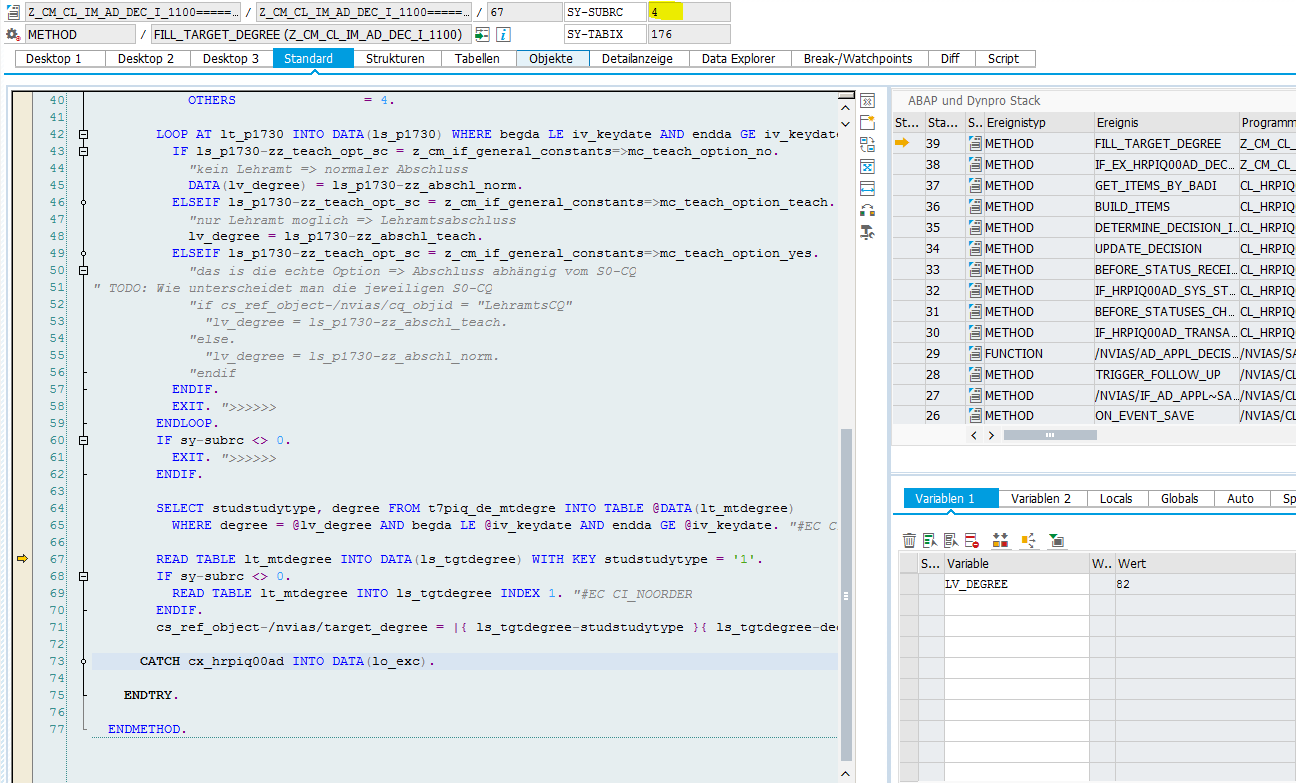 Z_CM_CL_IM_AD_DEC_I_1100=====... / Z_CM_CL_IM_AD_DEC_I_1100=====... / 67 SY-SUBRC 4
METHOD / FILL_TARGET_DEGREE (Z_CM_CL_IM_AD_DEC_I_1100) SY-TABIX 176
Desktop 1 Desktop 2 Desktop 3 Standard Strukturen Tabellen Objekte Detailanzeige Data Explorer Break-/Watchpoints Diff Script
40 OTHERS = 4.
41
42 LOOP AT lt_p1730 INTO DATA(ls_p1730) WHERE begda LE iv_keydate AND endda GE iv_keydate
43 IF ls_p1730-zz_teach_opt_sc = z_cm_if_general_constants=>mc_teach_option_no.
44 "kein Lehramt => normaler Abschluss
45 DATA(lv_degree) = ls_p1730-zz_abschl_norm.
46 ELSEIF ls_p1730-zz_teach_opt_sc = z_cm_if_general_constants=>mc_teach_option_teach.
47 "nur Lehramt moglich => Lehramtsabschluss
48 lv_degree = ls_p1730-zz_abschl_teach.
49 ELSEIF ls_p1730-zz_teach_opt_sc = z_cm_if_general_constants=>mc_teach_option_yes.
50 "das is die echte Option => Abschluss abhängig vom S0-CQ
51 " TODO: Wie unterscheidet man die jeweiligen S0-CQ
52 "if cs_ref_object-/nvias/cq_objid = "LehramtsCQ"
53 "lv_degree = ls_p1730-zz_abschl_teach.
54 "else.
55 "lv_degree = ls_p1730-zz_abschl_norm.
56 "endif
57 ENDIF.
58 EXIT. ">>>>>>
59 ENDLOOP.
60 IF sy-subrc <> 0.
61 EXIT. ">>>>>>
62 ENDIF.
63
64 SELECT studstudytype, degree FROM t7piq_de_mtdegre INTO TABLE @DATA(lt_mtdegree)
65 WHERE degree = @lv_degree AND begda LE @iv_keydate AND endda GE @iv_keydate. "#EC C
66
67 READ TABLE lt_mtdegree INTO DATA(ls_tgtdegree) WITH KEY studstudytype = '1'.
68 IF sy-subrc <> 0.
69 READ TABLE lt_mtdegree INTO ls_tgtdegree INDEX 1. "#EC CI_NOORDER
70 ENDIF.
71 cs_ref_object-/nvias/target_degree = |{ ls_tgtdegree-studstudytype }{ ls_tgtdegree-deg
72
73 CATCH cx_hrpiq00ad INTO DATA(lo_exc).
74
75 ENDTRY.
76
77 ENDMETHOD.
ABAP und Dynpro Stack
St... Sta... S.. Ereignistyp Ereignis Programm
39 METHOD FILL_TARGET_DEGREE Z_CM_CL_
38 METHOD IF_EX_HRPIQ00AD_DEC... Z_CM_CL_
37 METHOD GET_ITEMS_BY_BADI CL_HRPIQ
36 METHOD BUILD_ITEMS CL_HRPIQ
35 METHOD DETERMINE_DECISION_I... CL_HRPIQ
34 METHOD UPDATE_DECISION CL_HRPIQ
33 METHOD BEFORE_STATUS_RECEI... CL_HRPIQ
32 METHOD IF_HRPIQ00AD_SYS_ST... CL_HRPIQ
31 METHOD BEFORE_STATUSES_CH... CL_HRPIQ
30 METHOD IF_HRPIQ00AD_TRANSA... CL_HRPIQ
29 FUNCTION /NVIAS/AD_APPL_DECIS... /NVIAS/SA
28 METHOD TRIGGER_FOLLOW_UP /NVIAS/CL
27 METHOD /NVIAS/IF_AD_APPL~SA... /NVIAS/CL
26 METHOD ON_EVENT_SAVE /NVIAS/CL
Variablen 1 Variablen 2 Locals Globals Auto Sp
S... Variable W.. Wert
LV_DEGREE 82